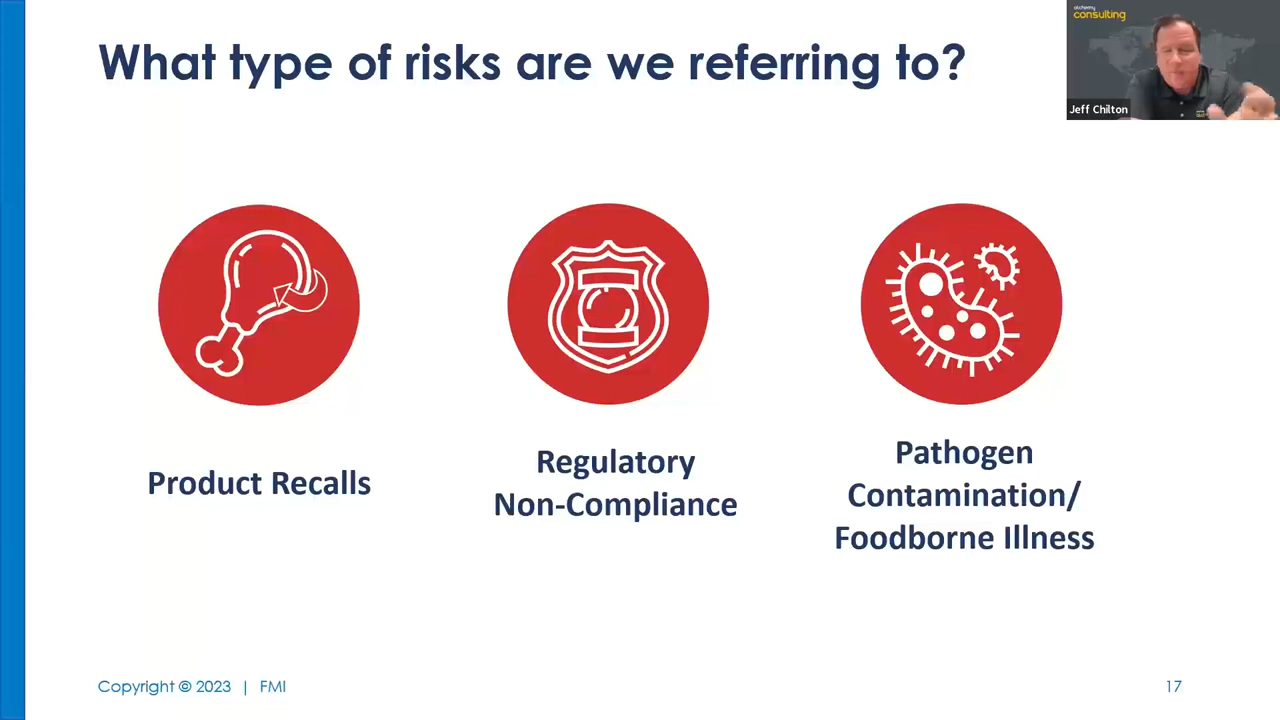 What type of risks are we referring to?
alchemy
consulting
Jeff Chilton
Product Recalls
Regulatory
Non-Compliance
Pathogen
Contamination/
Foodborne Illness
Copyright © 2023 | FMI
17